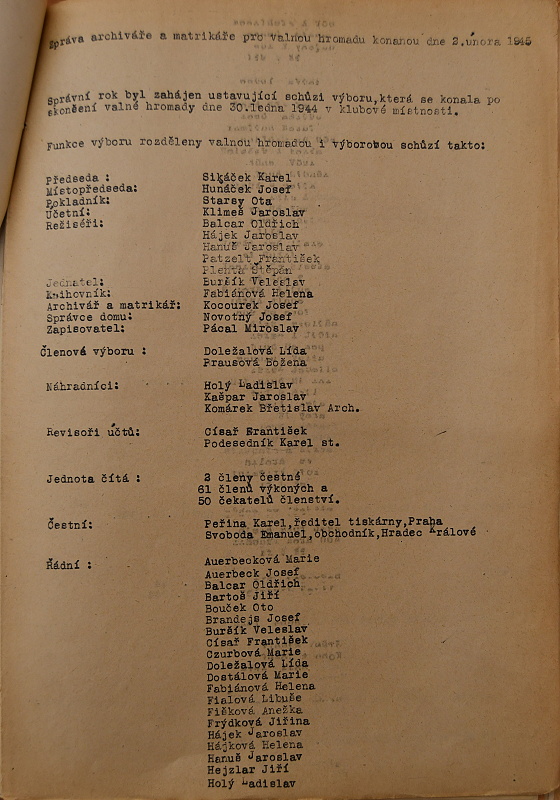 Zpráva archiváře a matrikáře pro valnou hromadu konanou dne 2.února 1945
Správní rok byl zahájen ustavující schůzí výboru,která se konala po
skončení valné hromady dne 30.ledna 1944 v klubové místnosti.
Funkce výboru rozděleny valnou hromadou i výborovou schůzí takto:
Předseda : Sikáček Karel
Místopředseda: Hunáček Josef
Pokladník: Starey Ota
Účetní: Klimeš Jaroslav
Režiséři: Balcar Oldřich
Hájek Jaroslav
Hanuš Jaroslav
Patzelt František
Plenta Štěpán
Jednatel: Buršík Veleslav
Knihovník: Fabiánová Helena
Archivář a matrikář: Kocourek Josef
Správce domu: Novotný Josef
Zapisovatel: Pácal Miroslav
Členové výboru : Doležalová Lída
Prausová Božena
Náhradníci: Holý Ladislav
Kašpar Jaroslav
Komárek Břetislav Arch.
Revisoři účtů: Císař František
Podesedník Karel st.
Jednota čítá : 2 členy čestné
61 členů výkoných a
50 čekatelů členství.
Čestní: Peřina Karel,ředitel tiskárny,Praha
Svoboda Emanuel,obchodník,Hradec Králové
Řádní : Auerbecková Marie
Auerbeck Josef
Balcar Oldřich
Bartoš Jiří
Bouček Oto
Brandejs Josef
Buršík Veleslav
Císař František
Czurbová Marie
Doležalová Lída
Dostálová Marie
Fabiánová Helena
Fialová Libuše
Fišková Anežka
Frýdková Jiřina
Hájek Jaroslav
Hájková Helena
Hanuš Jaroslav
Hejzlar Jiří
Holý Ladislav